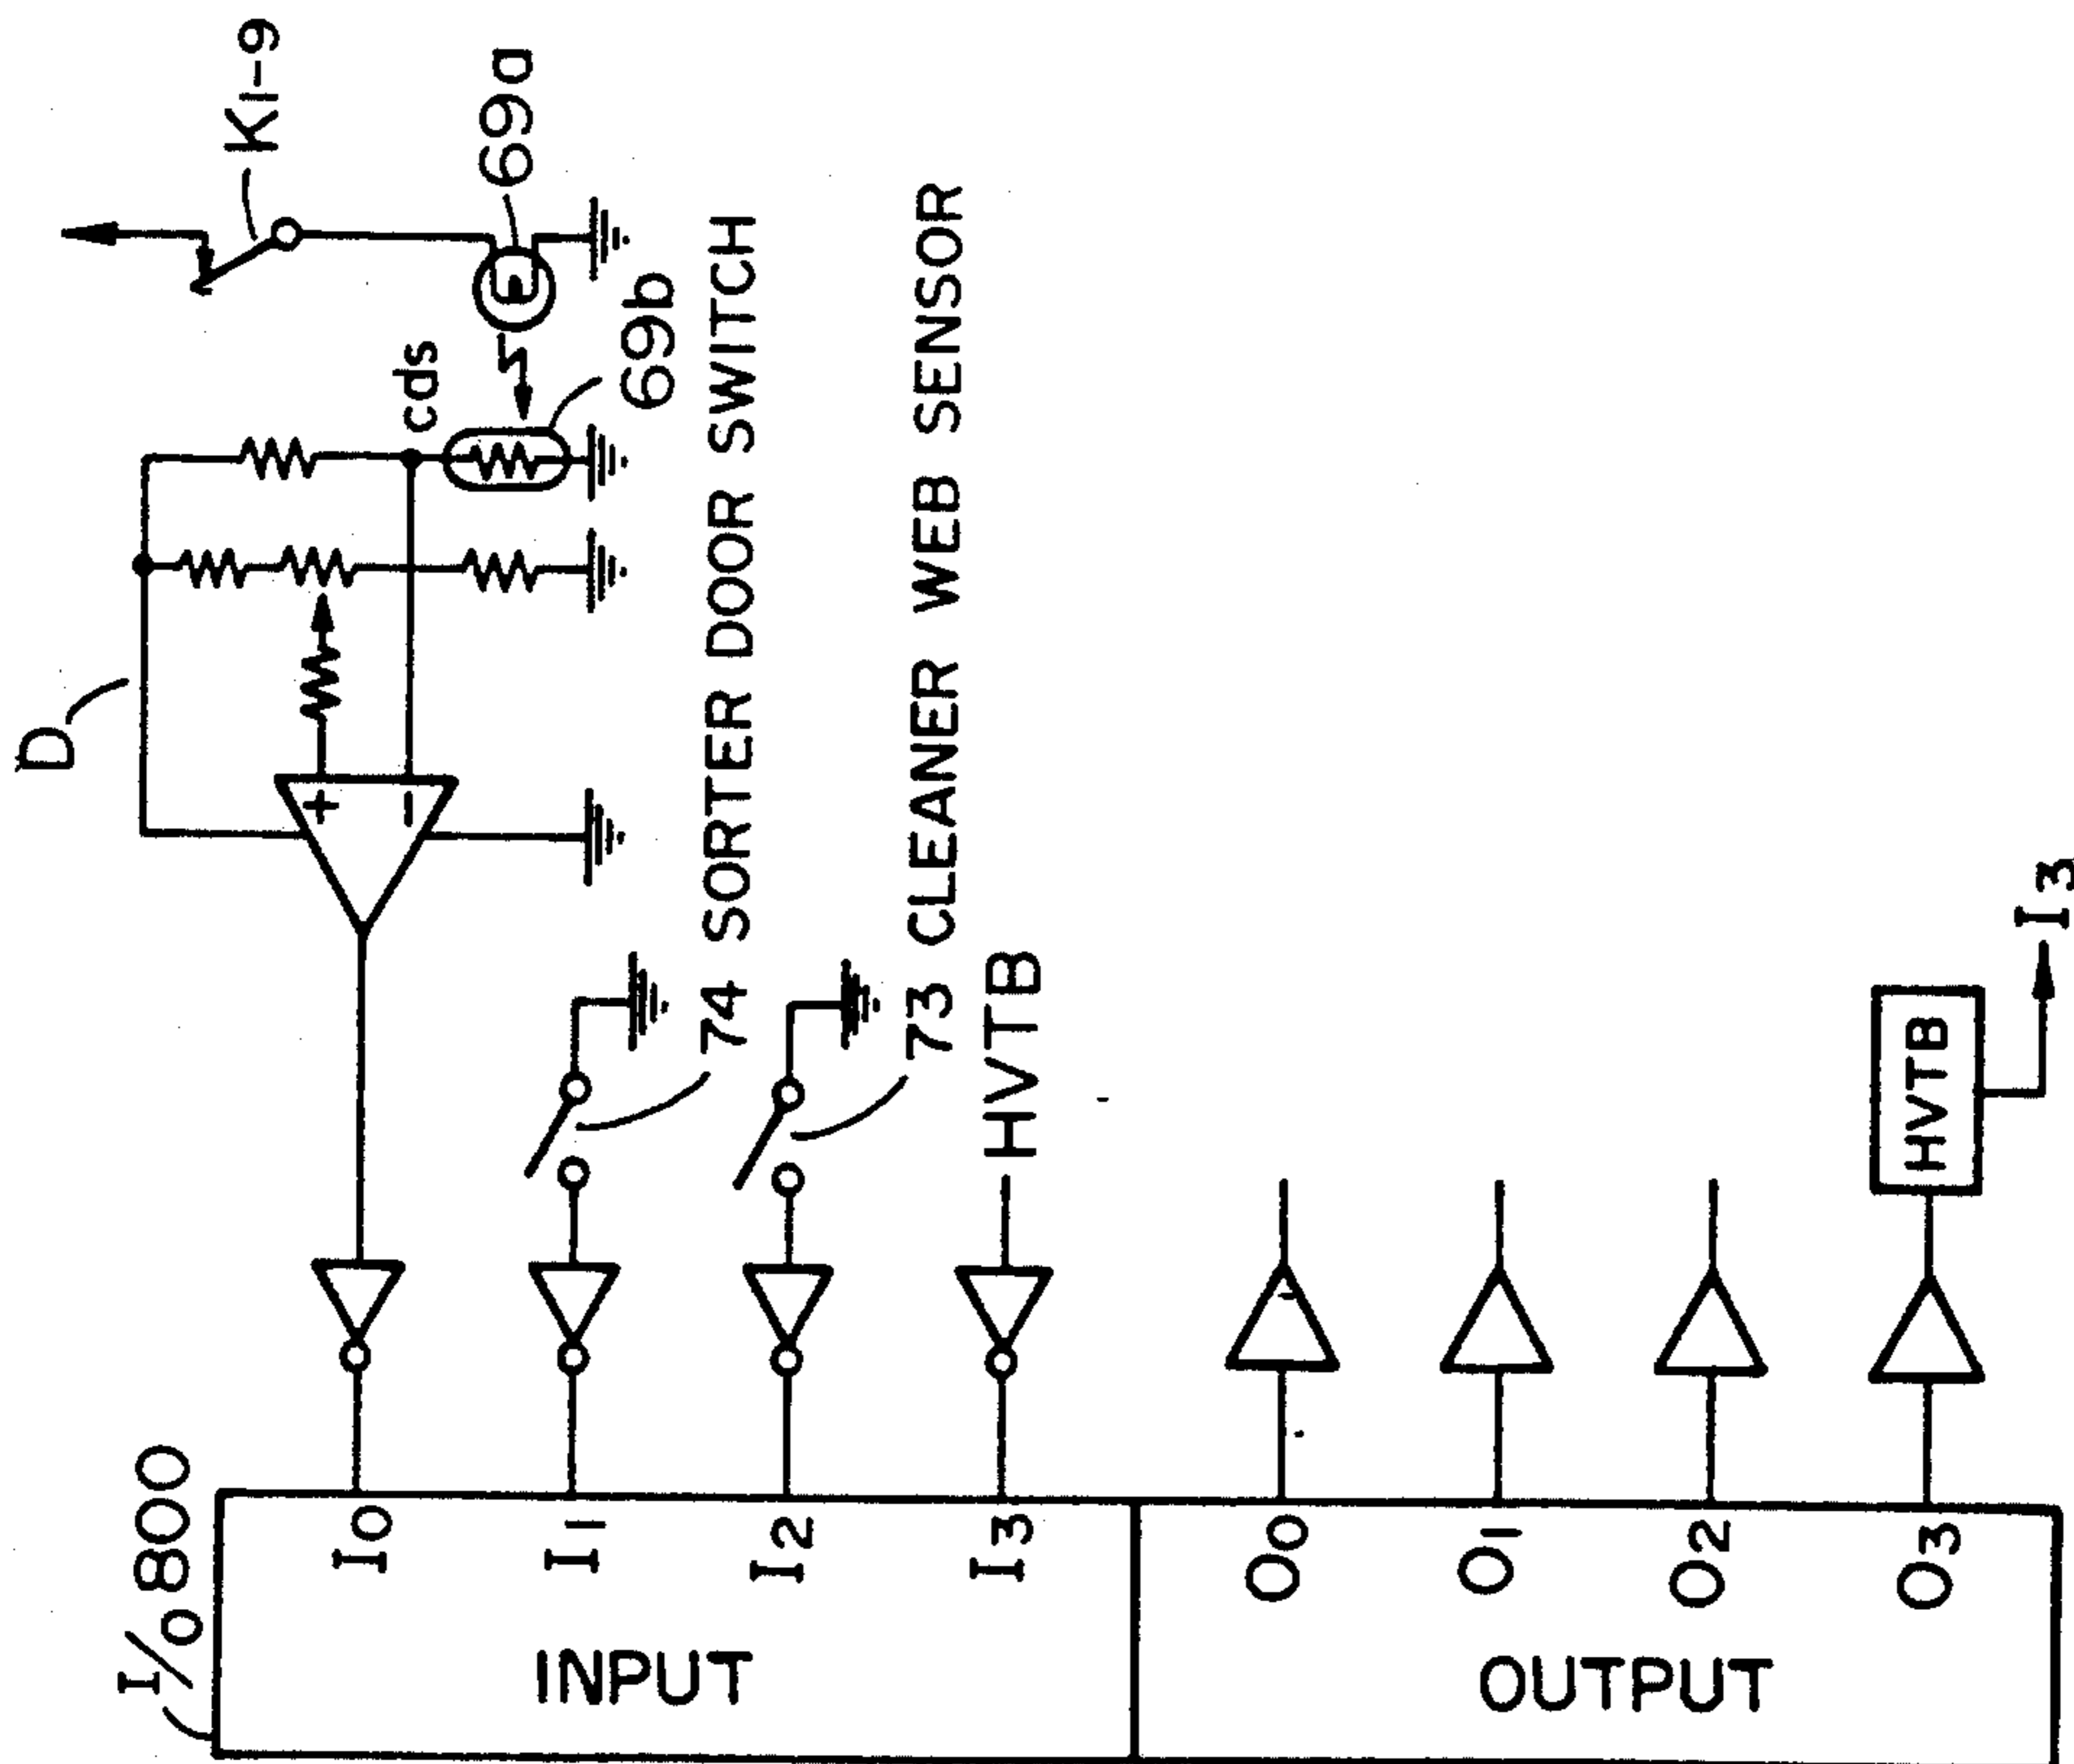 I/O 800
INPUT
I0
I1
I2
I3
OUTPUT
O0
O1
O2
O3
D
+
−
cds
K1-9
69a
69b
74 SORTER DOOR SWITCH
73 CLEANER WEB SENSOR
HVTB
HVTB
I3